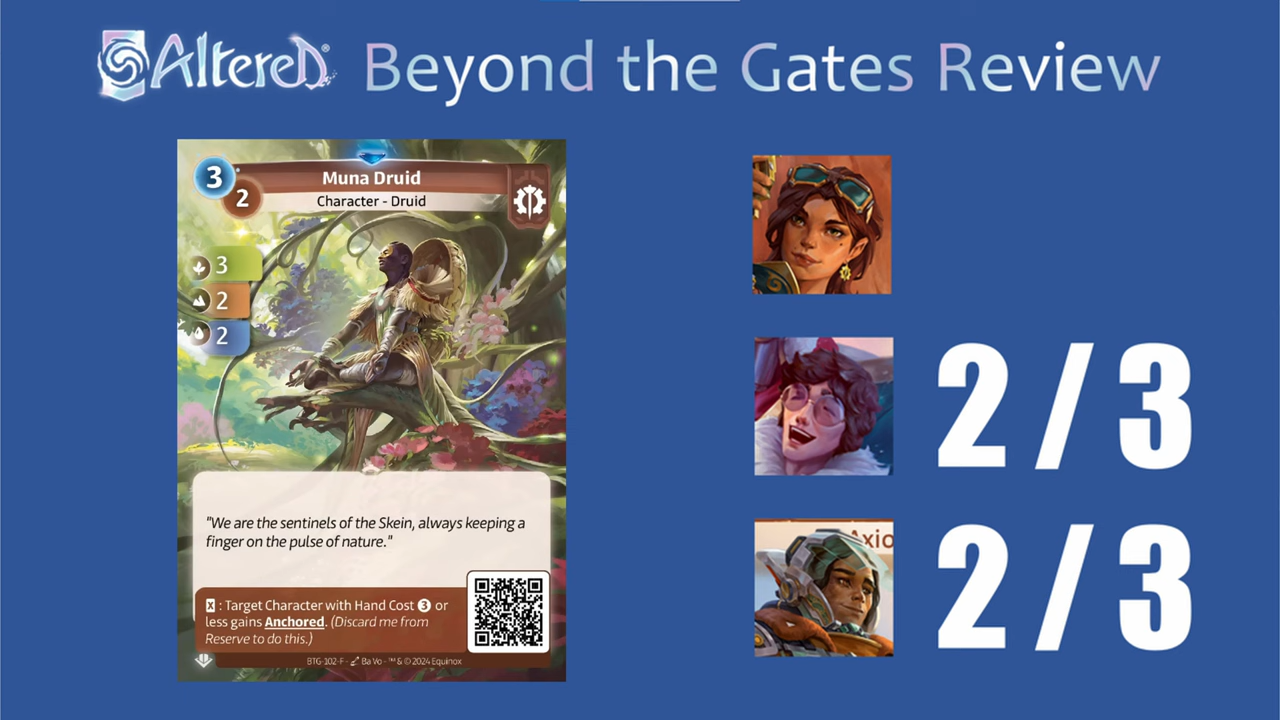 Altered® Beyond the Gates Review
3
2
Muna Druid
Character - Druid
3
2
2
"We are the sentinels of the Skein, always keeping a
finger on the pulse of nature."
X : Target Character with Hand Cost 3 or
less gains Anchored. (Discard me from
Reserve to do this.)
BTG-102-F - Ba Vo - ™ & © 2024 Equinox
2 / 3
Axio
2 / 3